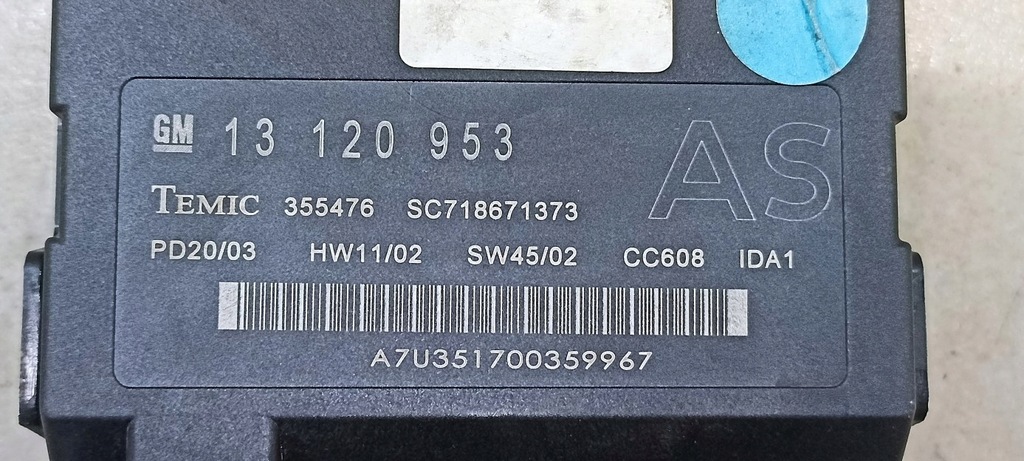 GM 13 120 953 AS
TEMIC 355476 SC718671373
PD20/03 HW11/02 SW45/02 CC608 IDA1
A7U351700359967